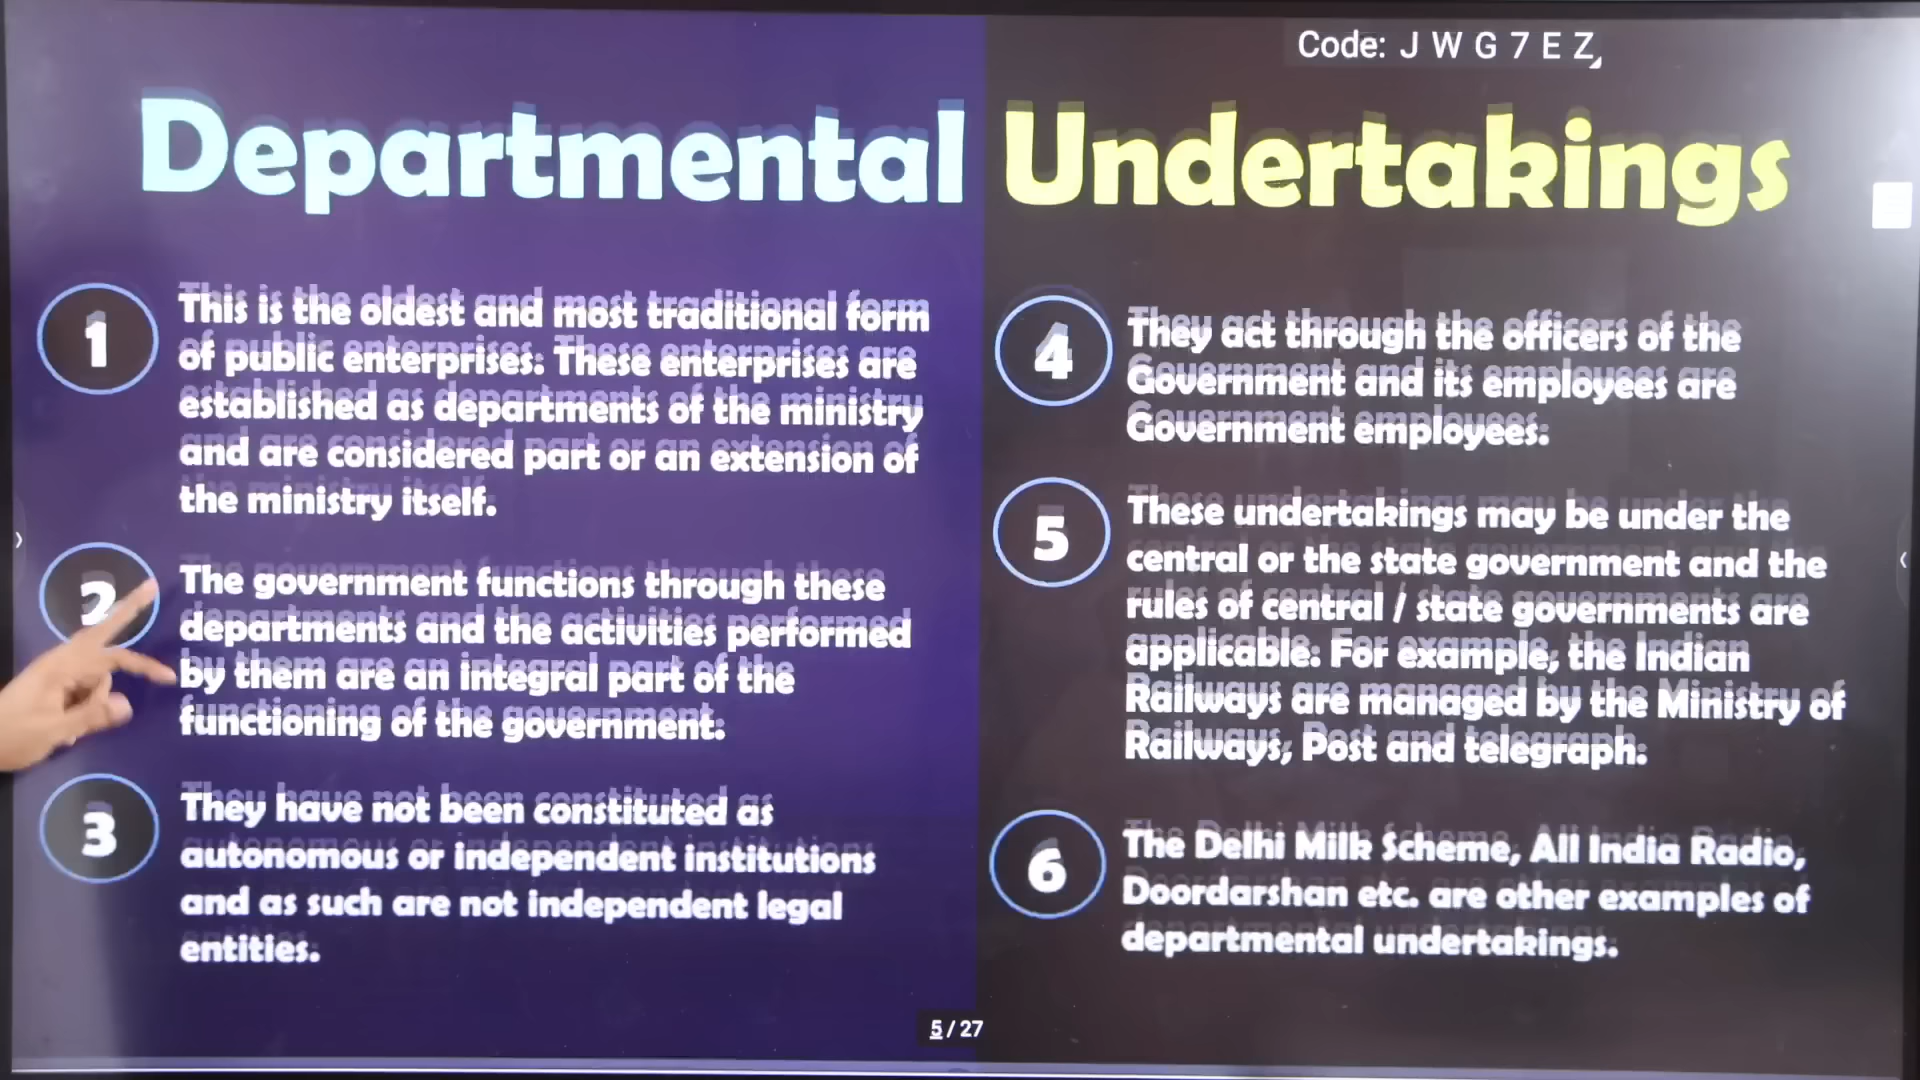 Code: J W G 7 E Z
Departmental Undertakings
1
This is the oldest and most traditional form
of public enterprises. These enterprises are
established as departments of the ministry
and are considered part or an extension of
the ministry itself.
2
The government functions through these
departments and the activities performed
by them are an integral part of the
functioning of the government.
3
They have not been constituted as
autonomous or independent institutions
and as such are not independent legal
entities.
4
They act through the officers of the
Government and its employees are
Government employees.
5
These undertakings may be under the
central or the state government and the
rules of central / state governments are
applicable. For example, the Indian
Railways are managed by the Ministry of
Railways, Post and telegraph.
6
The Delhi Milk Scheme, All India Radio,
Doordarshan etc. are other examples of
departmental undertakings.
5 / 27